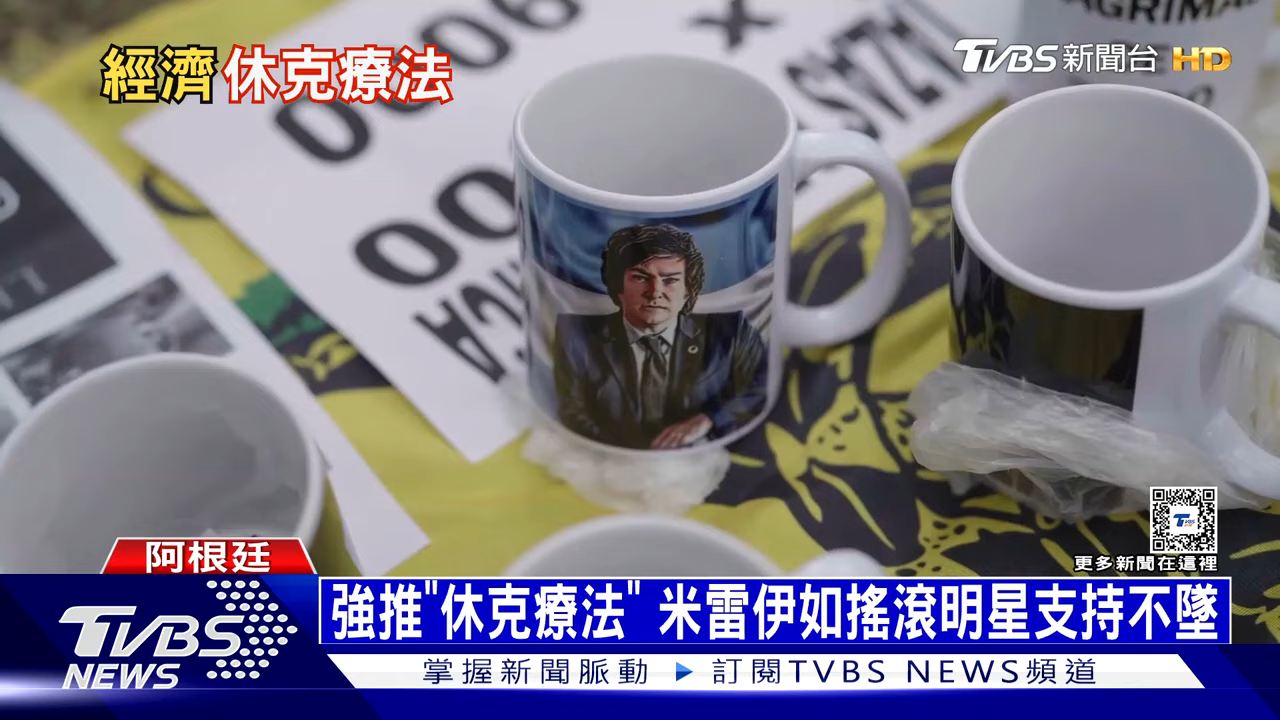 經濟 休克療法
TVBS 新聞台 HD
AGRIMA
9000
x
000
更多新聞在這裡
阿根廷
強推"休克療法" 米雷伊如搖滾明星支持不墜
TVBS NEWS
掌握新聞脈動 ▶ 訂閱TVBS NEWS頻道